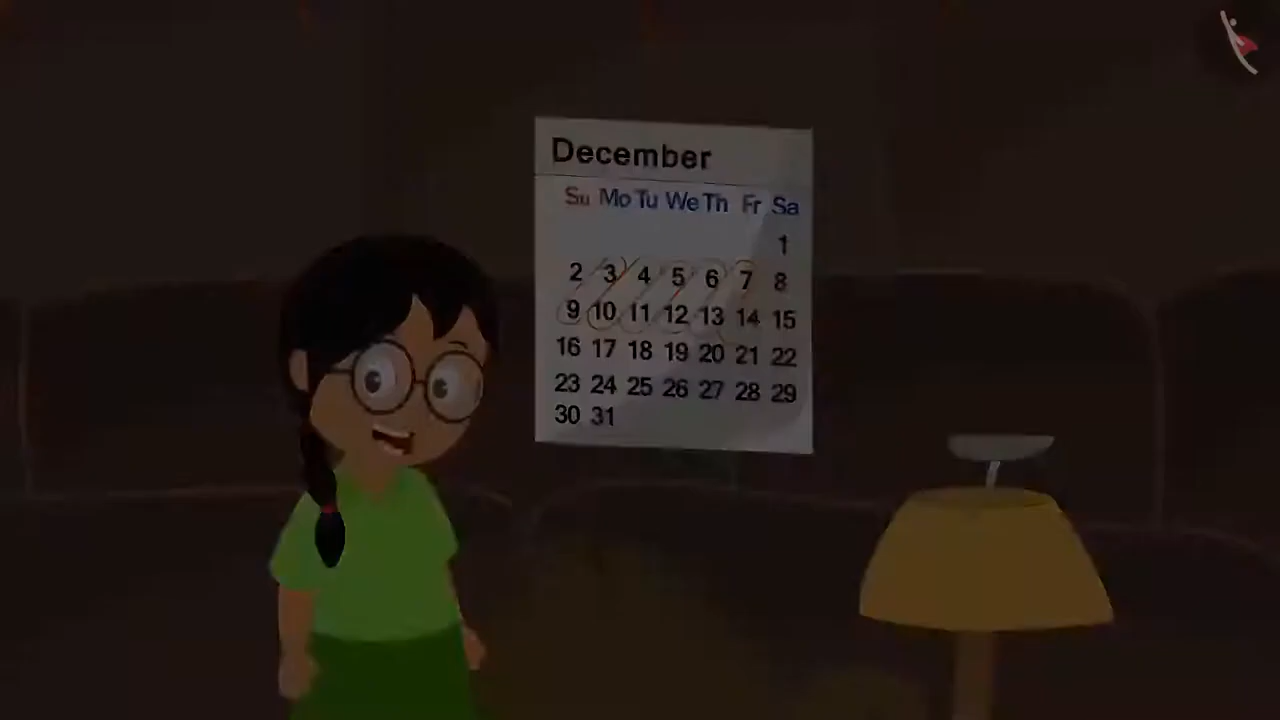 December
Su Mo Tu We Th Fr Sa
1
2 3 4 5 6 7 8
9 10 11 12 13 14 15
16 17 18 19 20 21 22
23 24 25 26 27 28 29
30 31